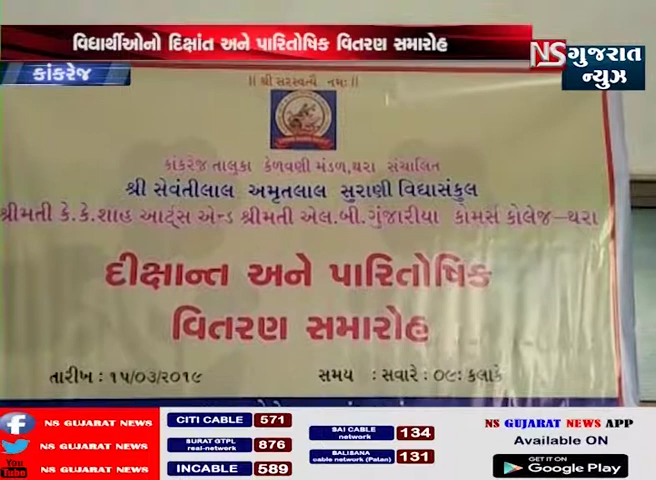 વિધાર્થીઓનો દિક્ષાંત અને પારિતોષિક વિતરણ સમારોહ
NS ગુજરાત ન્યુઝ
કાંકરેજ
|| શ્રી સરસ્વત્યૈ નમઃ ||
કાંકરેજ તાલુકા કેળવણી મંડળ,થરા સંચાલિત
શ્રી સેવંતીલાલ અમૃતલાલ સુરાણી વિદ્યાસંકુલ
શ્રીમતી કે.કે.શાહ આર્ટ્સ એન્ડ શ્રીમતી એલ.બી.ગુંજારીયા કોમર્સ કોલેજ-થરા
દીક્ષાન્ત અને પારિતોષિક
વિતરણ સમારોહ
તારીખ : ૧૫/૦૩/૨૦૧૯ સમય : સવારે : ૦૯: કલાકે
NS GUJARAT NEWS
NS GUJARAT NEWS
You Tube NS GUJARAT NEWS
CITI CABLE 571
SURAT GTPL real-network 876
INCABLE 589
SAI CABLE network 134
BALISANA cable network (Patan) 131
NS GUJARAT NEWS APP
Available ON
GET IT ON
Google Play